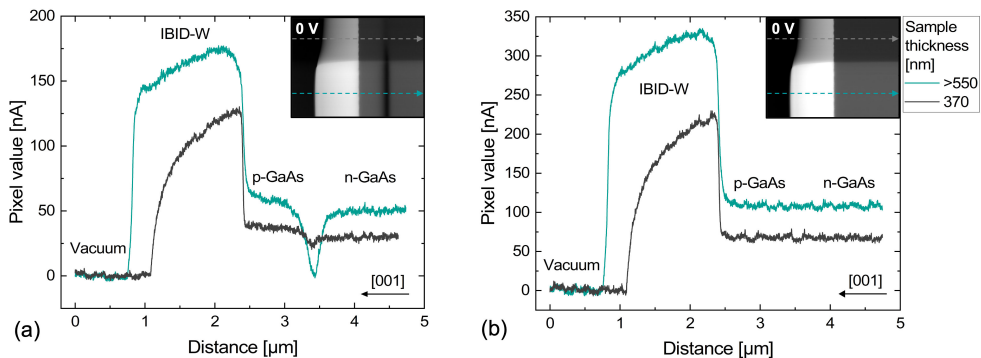 (a)
Pixel value [nA]
200
150
100
50
0
IBID-W
0 V
p-GaAs
n-GaAs
Vacuum
[001]
0 1 2 3 4 5
Distance [µm]
(b)
Pixel value [nA]
350
300
250
200
150
100
50
0
IBID-W
0 V
p-GaAs
n-GaAs
Vacuum
[001]
0 1 2 3 4 5
Distance [µm]
Sample
thickness
[nm]
>550
370